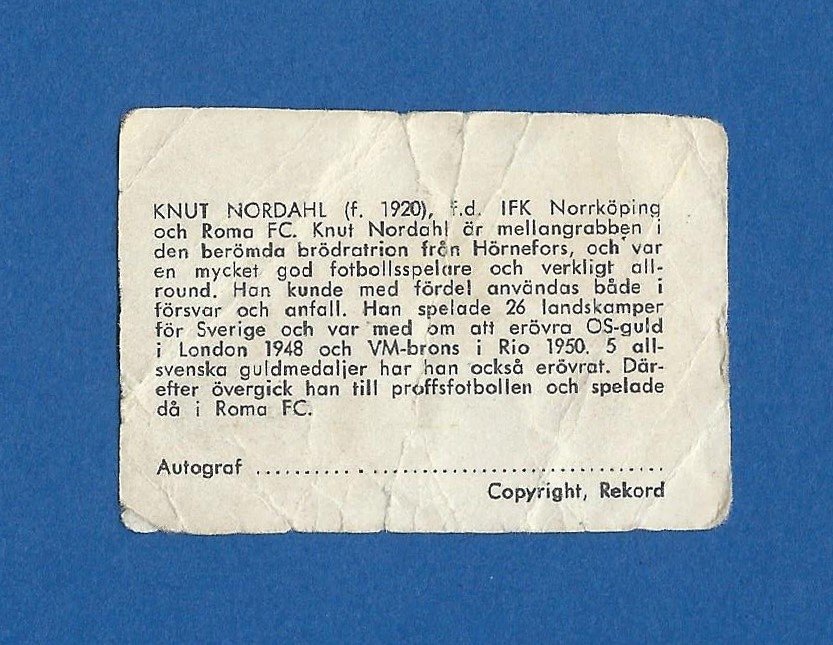 KNUT NORDAHL (f. 1920), f.d. IFK Norrköping
och Roma FC. Knut Nordahl är mellangrabben i
den berömda brödratrion från Hörnefors, och var
en mycket god fotbollsspelare och verkligt all-
round. Han kunde med fördel användas både i
försvar och anfall. Han spelade 26 landskamper
för Sverige och var med om att erövra OS-guld
i London 1948 och VM-brons i Rio 1950. 5 all-
svenska guldmedaljer har han också erövrat. Där-
efter övergick han till proffsfotbollen och spelade
då i Roma FC.
Autograf ........................................
Copyright, Rekord